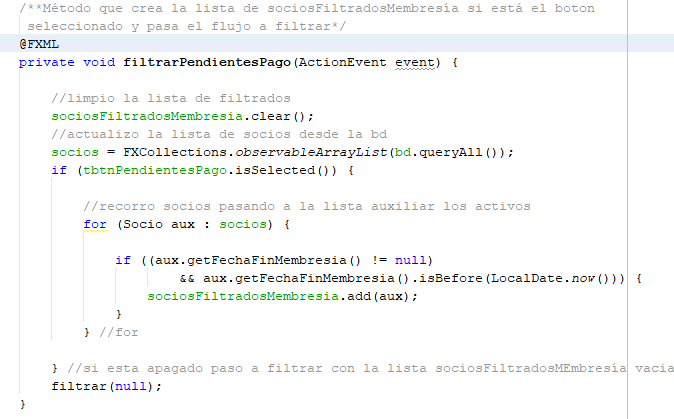 /**Método que crea la lista de sociosFiltradosMembresía si está el boton
seleccionado y pasa el flujo a filtrar*/
@FXML
private void filtrarPendientesPago(ActionEvent event) {
//limpio la lista de filtrados
sociosFiltradosMembresia.clear();
//actualizo la lista de socios desde la bd
socios = FXCollections.observableArrayList(bd.queryAll());
if (tbtnPendientesPago.isSelected()) {
//recorro socios pasando a la lista auxiliar los activos
for (Socio aux : socios) {
if ((aux.getFechaFinMembresia() != null)
&& aux.getFechaFinMembresia().isBefore(LocalDate.now())) {
sociosFiltradosMembresia.add(aux);
}
} //for
} //si esta apagado paso a filtrar con la lista sociosFiltradosMEmbresía vacia
filtrar(null);
}